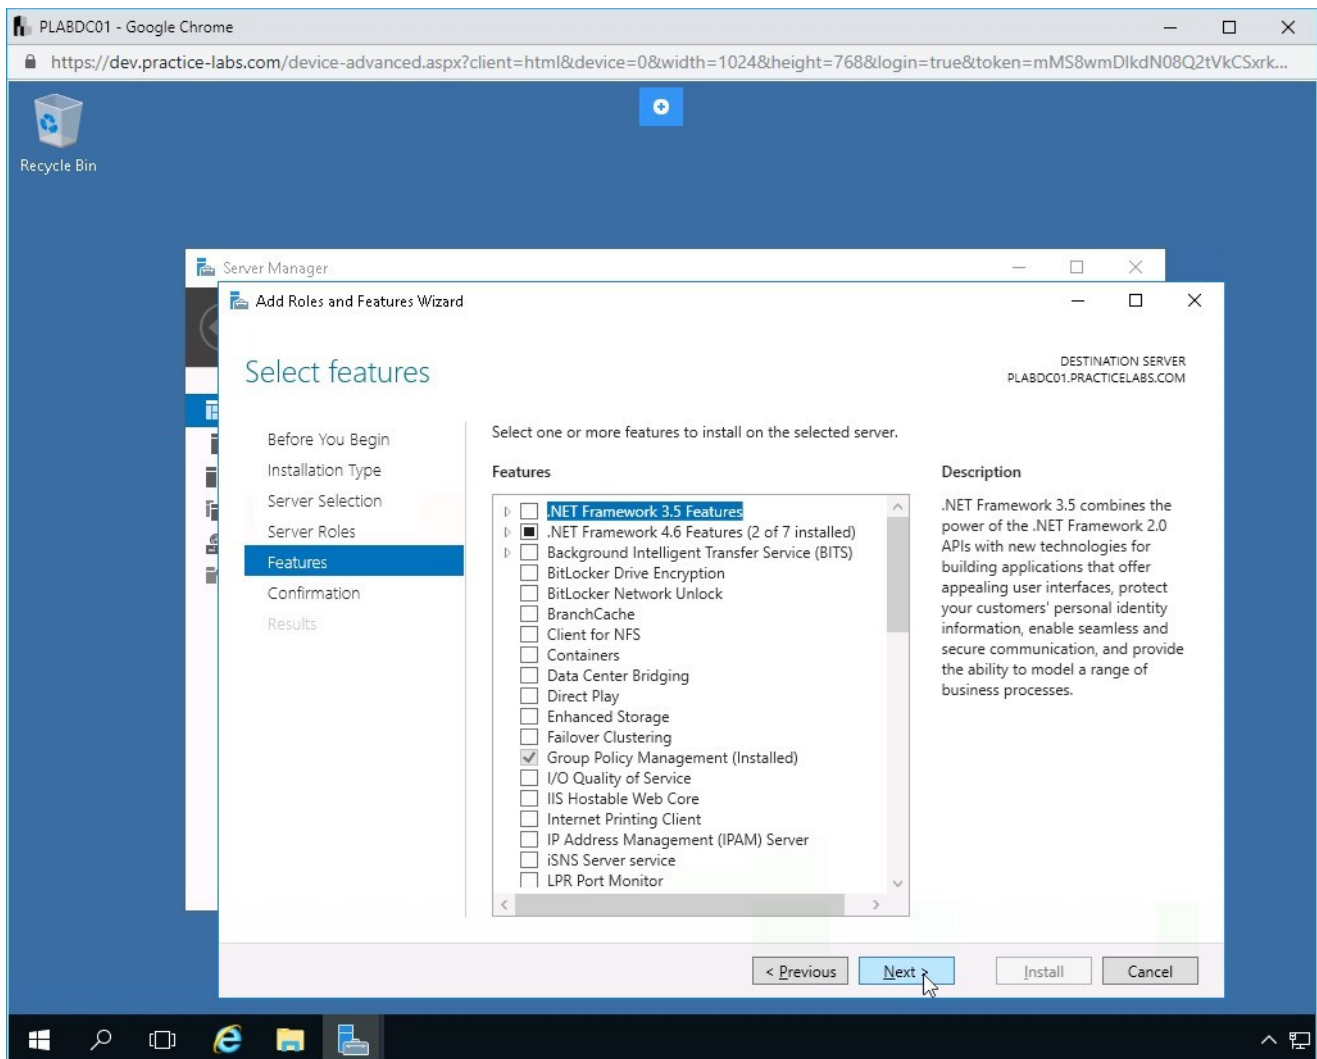 PLABDC01 - Google Chrome
https://dev.practice-labs.com/device-advanced.aspx?client=html&device=0&width=1024&height=768&login=true&token=mMS8wmDlkdN08Q2tVkCSxrk...
Recycle Bin
Server Manager
Add Roles and Features Wizard
Select features
DESTINATION SERVER
PLABDC01.PRACTICELABS.COM
Before You Begin
Installation Type
Server Selection
Server Roles
Features
Confirmation
Results
Select one or more features to install on the selected server.
Features
.NET Framework 3.5 Features
.NET Framework 4.6 Features (2 of 7 installed)
Background Intelligent Transfer Service (BITS)
BitLocker Drive Encryption
BitLocker Network Unlock
BranchCache
Client for NFS
Containers
Data Center Bridging
Direct Play
Enhanced Storage
Failover Clustering
Group Policy Management (Installed)
I/O Quality of Service
IIS Hostable Web Core
Internet Printing Client
IP Address Management (IPAM) Server
iSNS Server service
LPR Port Monitor
Description
.NET Framework 3.5 combines the
power of the .NET Framework 2.0
APIs with new technologies for
building applications that offer
appealing user interfaces, protect
your customers' personal identity
information, enable seamless and
secure communication, and provide
the ability to model a range of
business processes.
< Previous
Next >
Install
Cancel